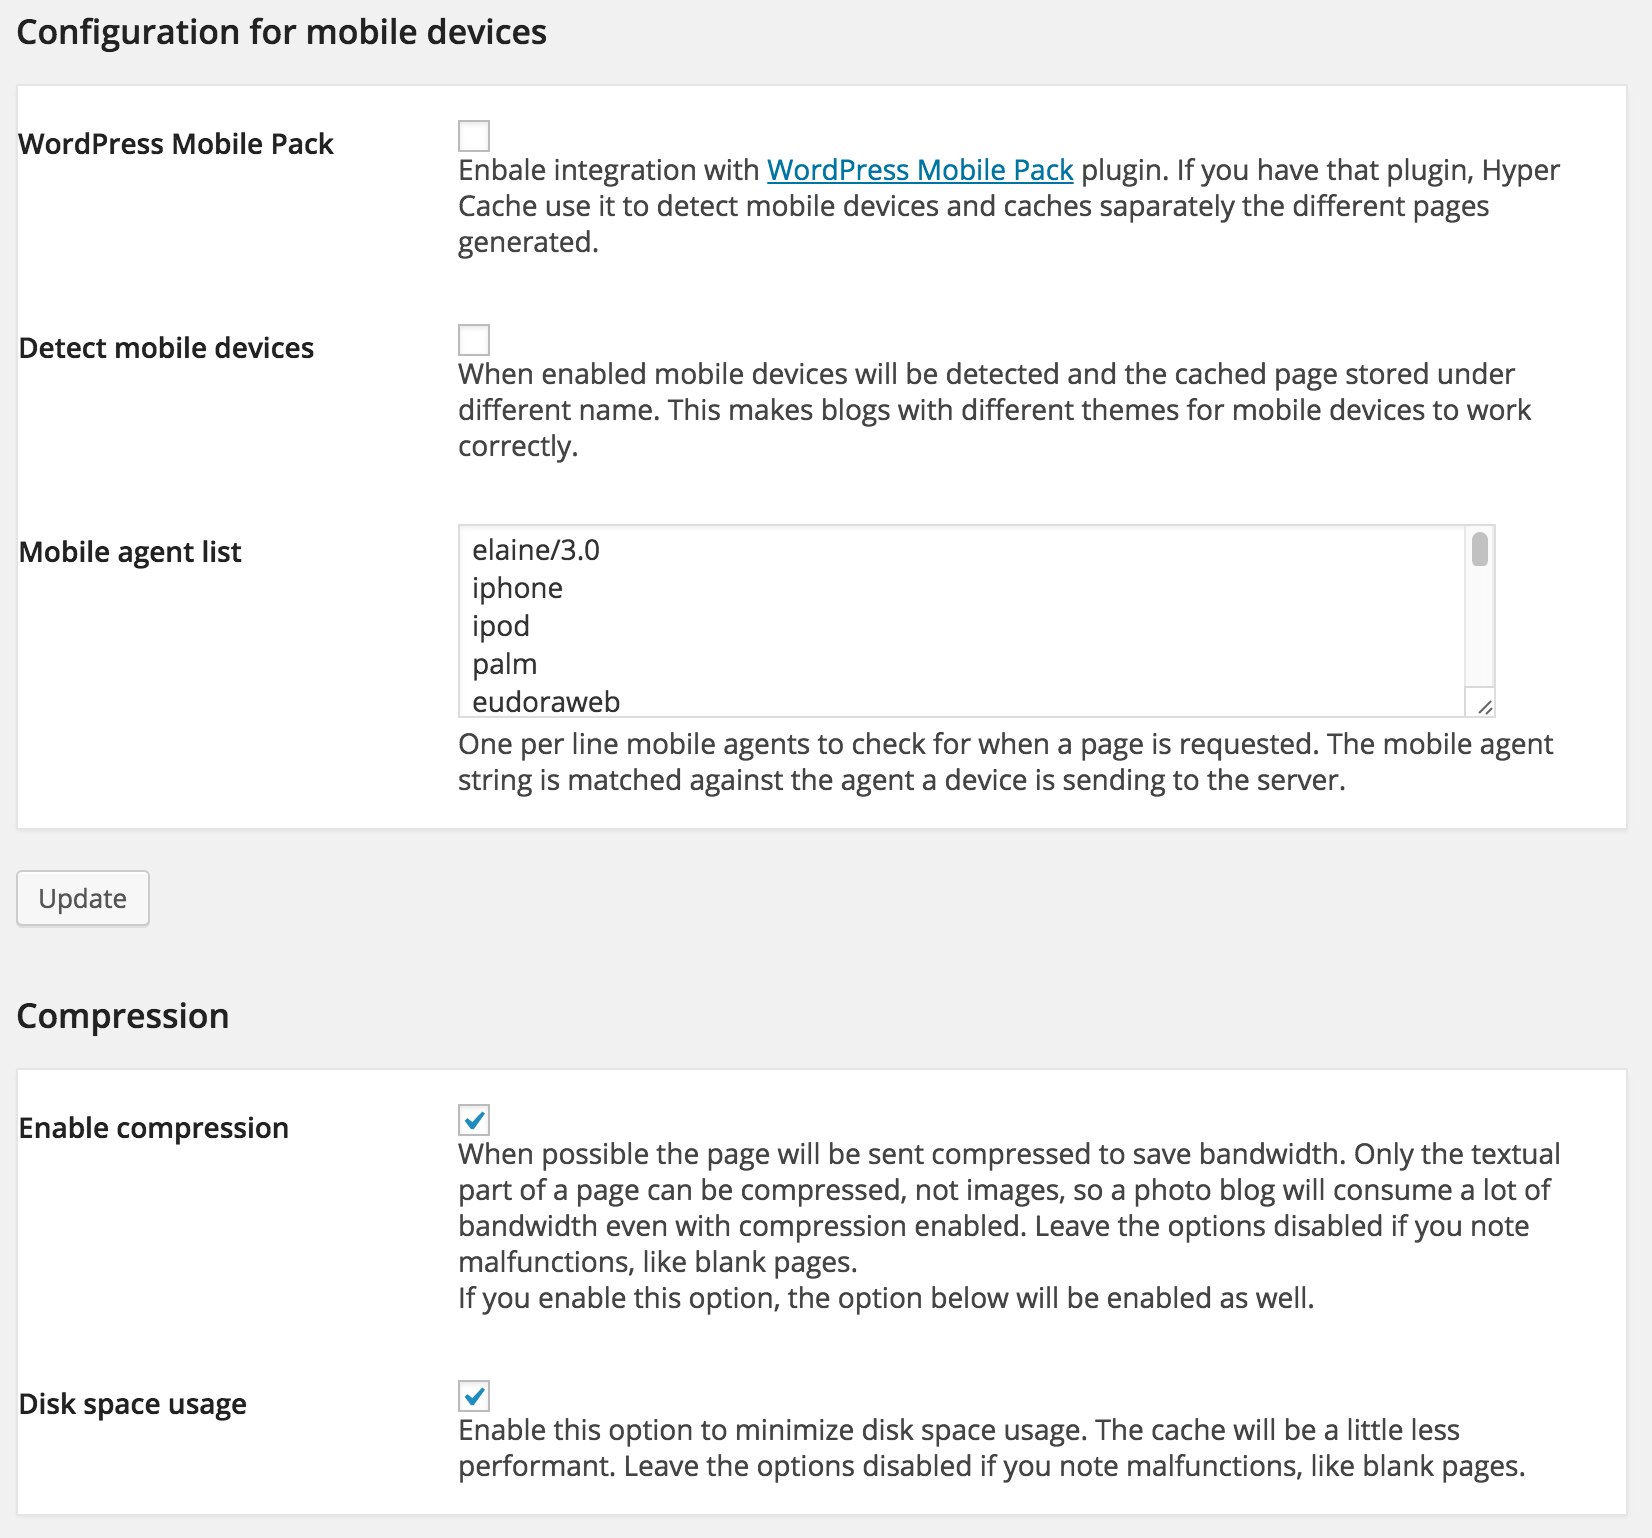 Configuration for mobile devices
WordPress Mobile Pack
Enbale integration with WordPress Mobile Pack plugin. If you have that plugin, Hyper
Cache use it to detect mobile devices and caches saparately the different pages
generated.
Detect mobile devices
When enabled mobile devices will be detected and the cached page stored under
different name. This makes blogs with different themes for mobile devices to work
correctly.
Mobile agent list
elaine/3.0
iphone
ipod
palm
eudoraweb
One per line mobile agents to check for when a page is requested. The mobile agent
string is matched against the agent a device is sending to the server.
Update
Compression
Enable compression
When possible the page will be sent compressed to save bandwidth. Only the textual
part of a page can be compressed, not images, so a photo blog will consume a lot of
bandwidth even with compression enabled. Leave the options disabled if you note
malfunctions, like blank pages.
If you enable this option, the option below will be enabled as well.
Disk space usage
Enable this option to minimize disk space usage. The cache will be a little less
performant. Leave the options disabled if you note malfunctions, like blank pages.